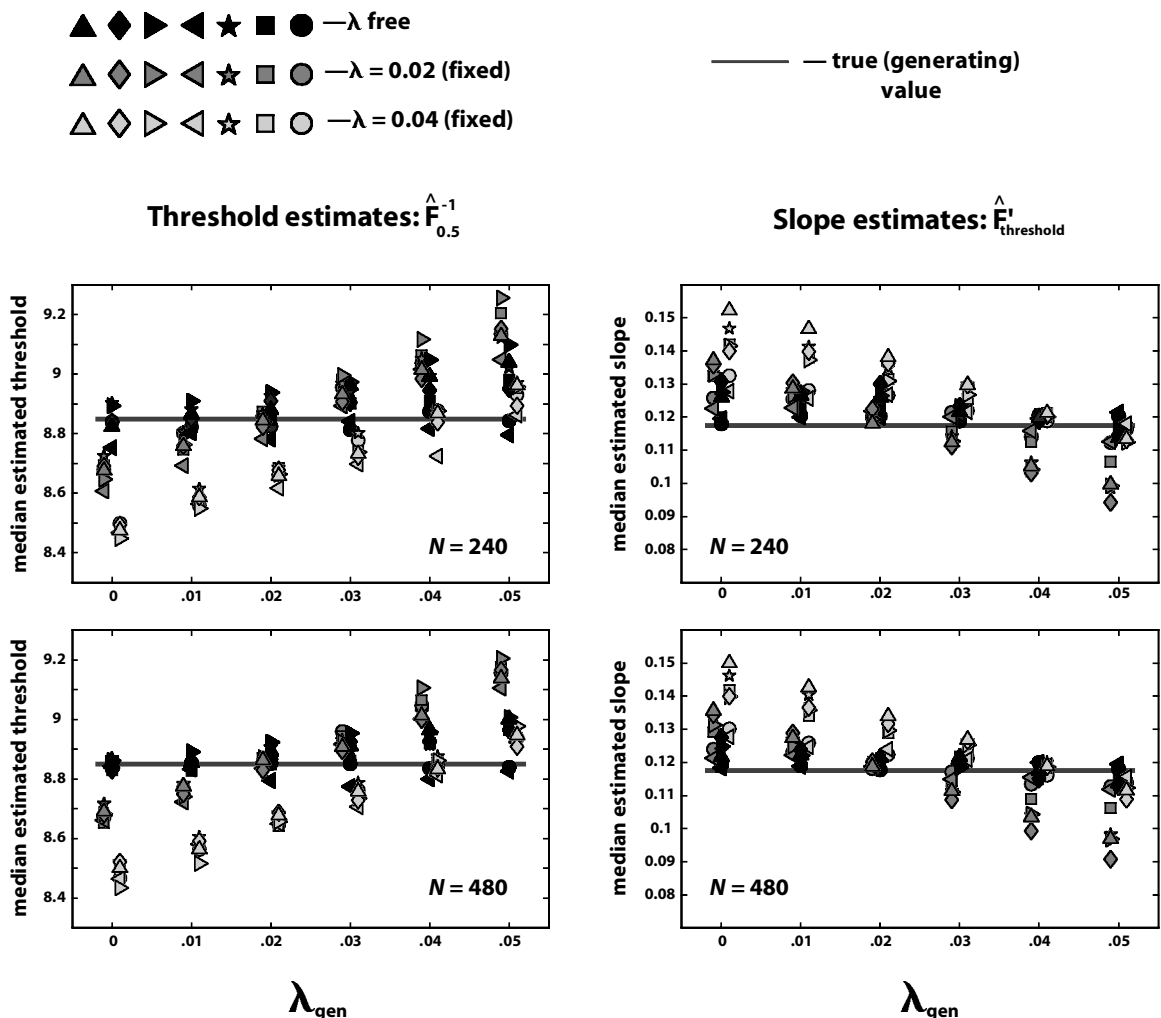 —λ free
—λ = 0.02 (fixed)
—λ = 0.04 (fixed)
— true (generating)
value
Threshold estimates: F̂⁻¹₀.₅
Slope estimates: F̂'threshold
median estimated threshold
9.2
9
8.8
8.6
8.4
N = 240
0 .01 .02 .03 .04 .05
median estimated slope
0.15
0.14
0.13
0.12
0.11
0.1
0.09
0.08
N = 240
0 .01 .02 .03 .04 .05
median estimated threshold
9.2
9
8.8
8.6
8.4
N = 480
0 .01 .02 .03 .04 .05
λgen
median estimated slope
0.15
0.14
0.13
0.12
0.11
0.1
0.09
0.08
N = 480
0 .01 .02 .03 .04 .05
λgen